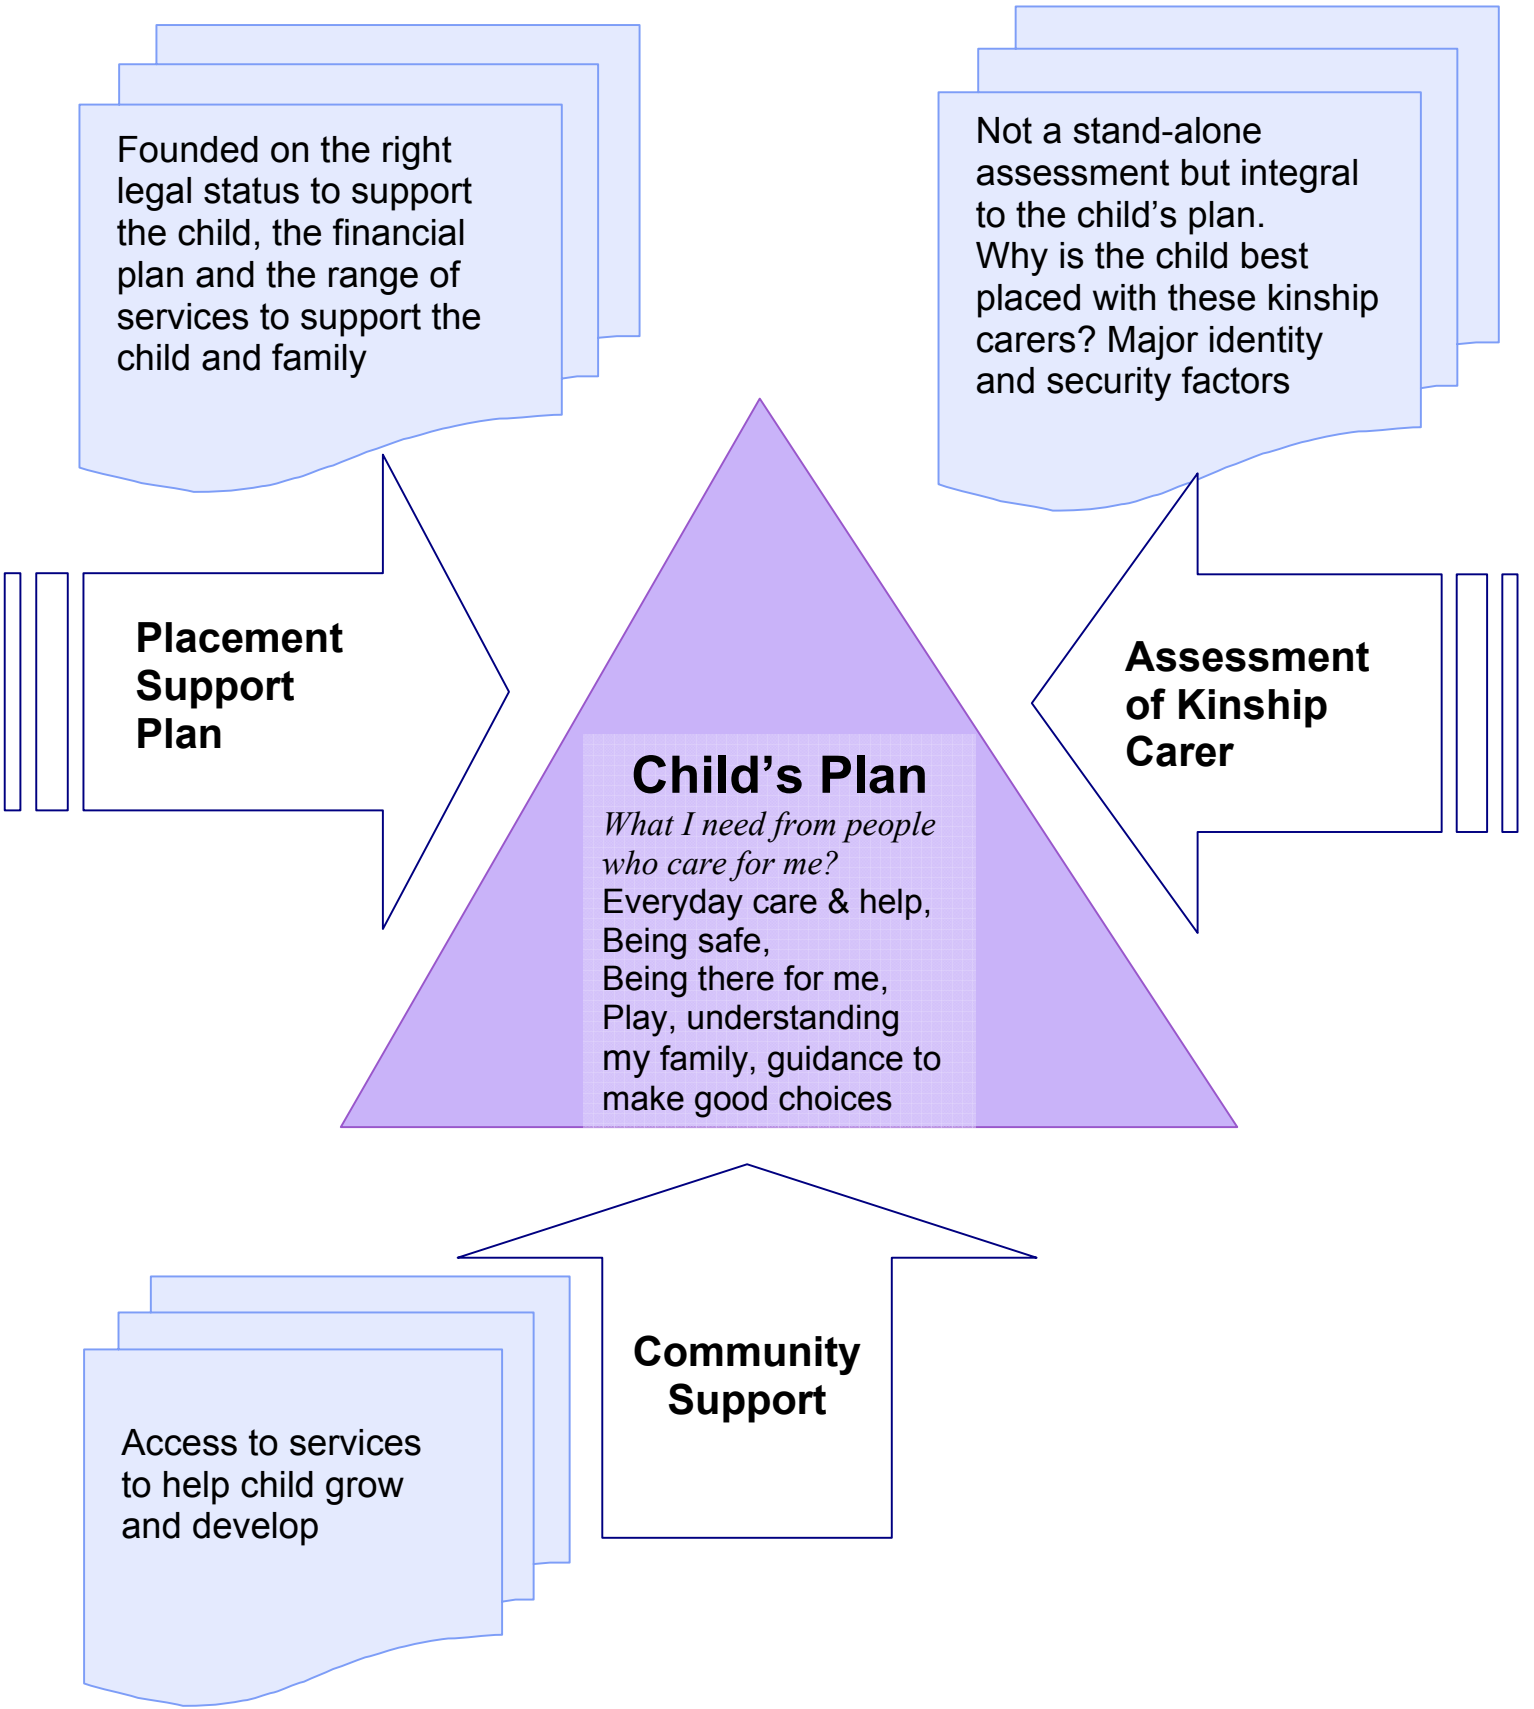 Founded on the right
legal status to support
the child, the financial
plan and the range of
services to support the
child and family
Not a stand-alone
assessment but integral
to the child’s plan.
Why is the child best
placed with these kinship
carers? Major identity
and security factors
Placement
Support
Plan
Assessment
of Kinship
Carer
Child’s Plan
What I need from people
who care for me?
Everyday care & help,
Being safe,
Being there for me,
Play, understanding
my family, guidance to
make good choices
Community
Support
Access to services
to help child grow
and develop